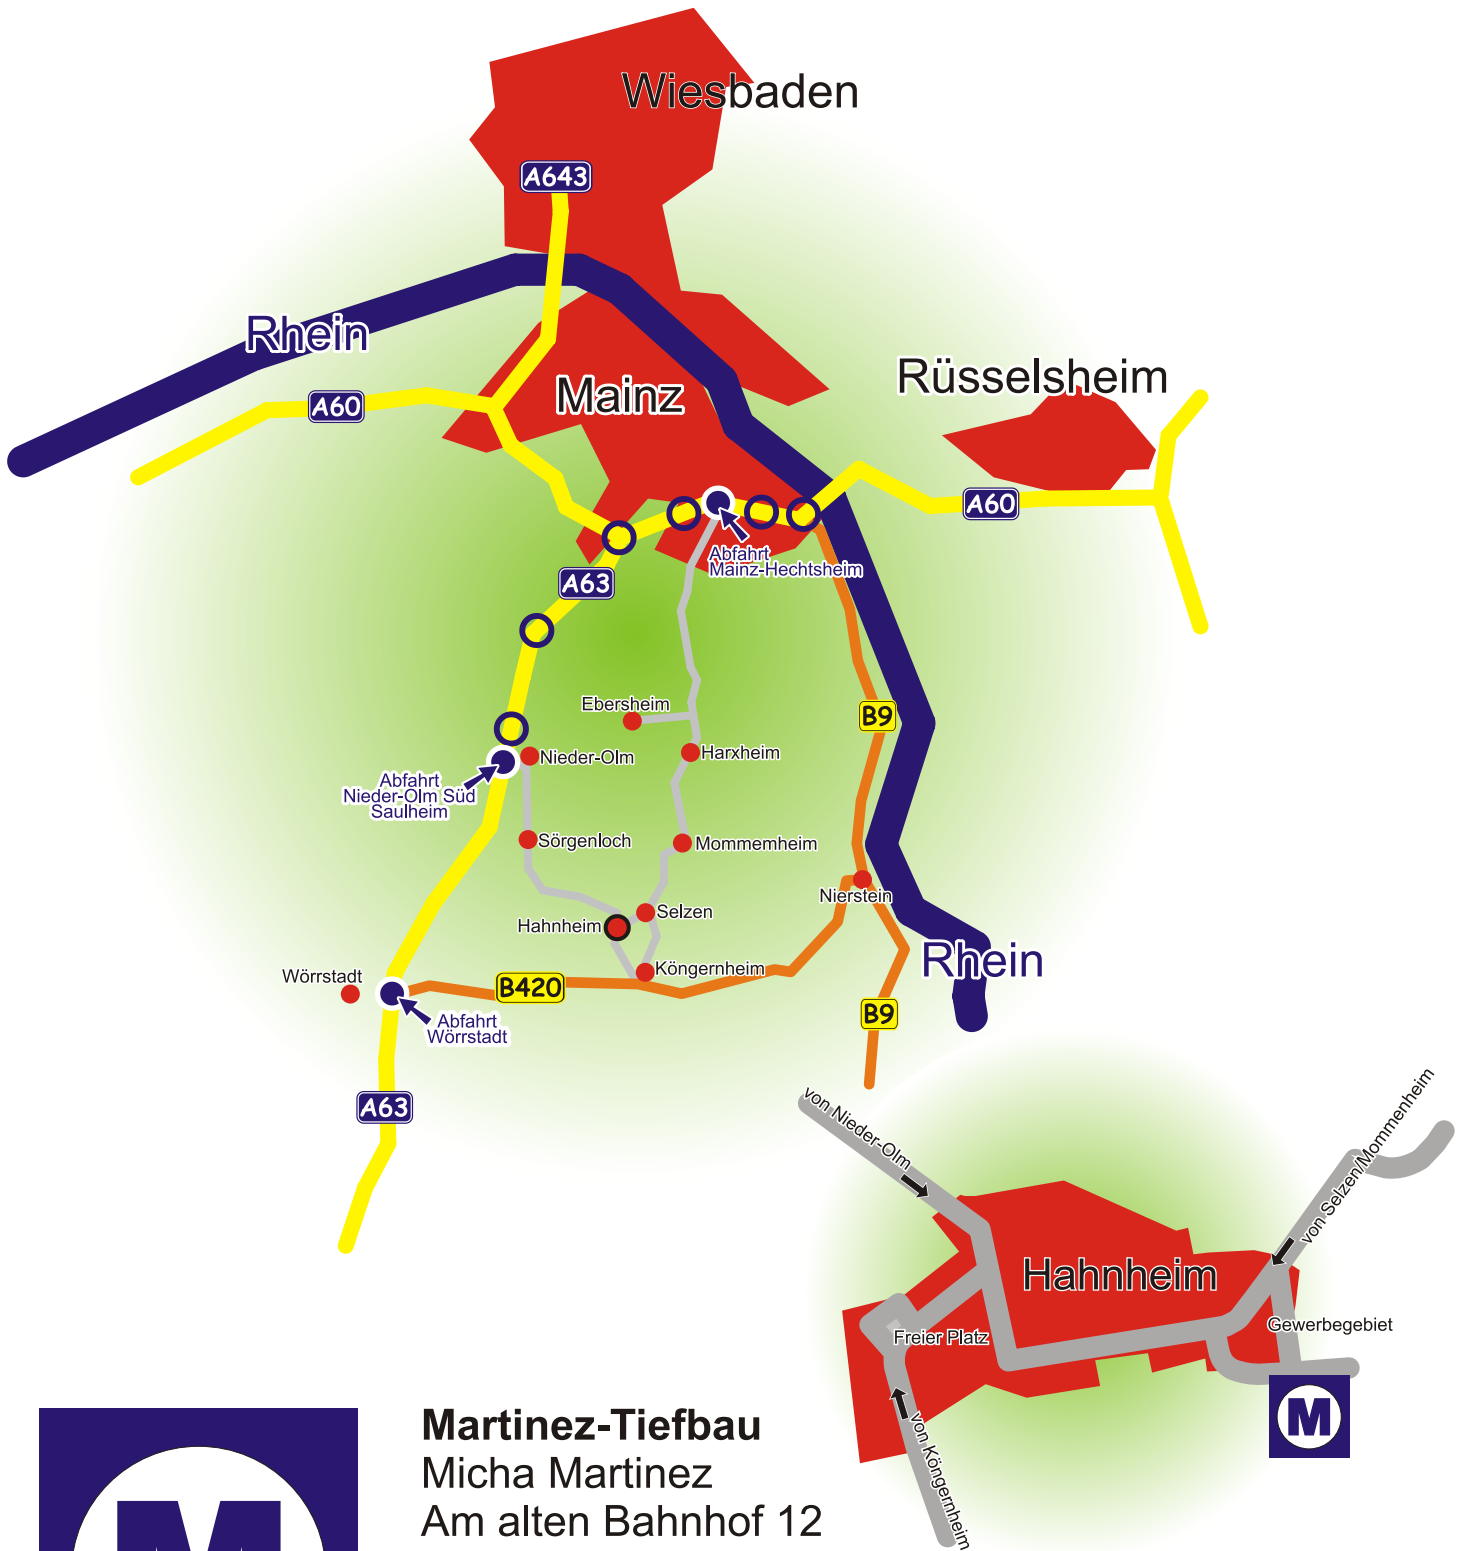 Wiesbaden
A643
Rhein
A60
Mainz
Rüsselsheim
A60
Abfahrt
Mainz-Hechtsheim
A63
Ebersheim
B9
Nieder-Olm
Harxheim
Abfahrt
Nieder-Olm Süd
Saulheim
Sörgenloch
Mommemheim
Nierstein
Selzen
Hahnheim
Rhein
Köngernheim
Wörrstadt
B420
B9
Abfahrt
Wörrstadt
A63
von Nieder-Olm
von Selzen/Mommenheim
Hahnheim
Gewerbegebiet
Freier Platz
von Köngernheim
M
M
Martinez-Tiefbau
Micha Martinez
Am alten Bahnhof 12